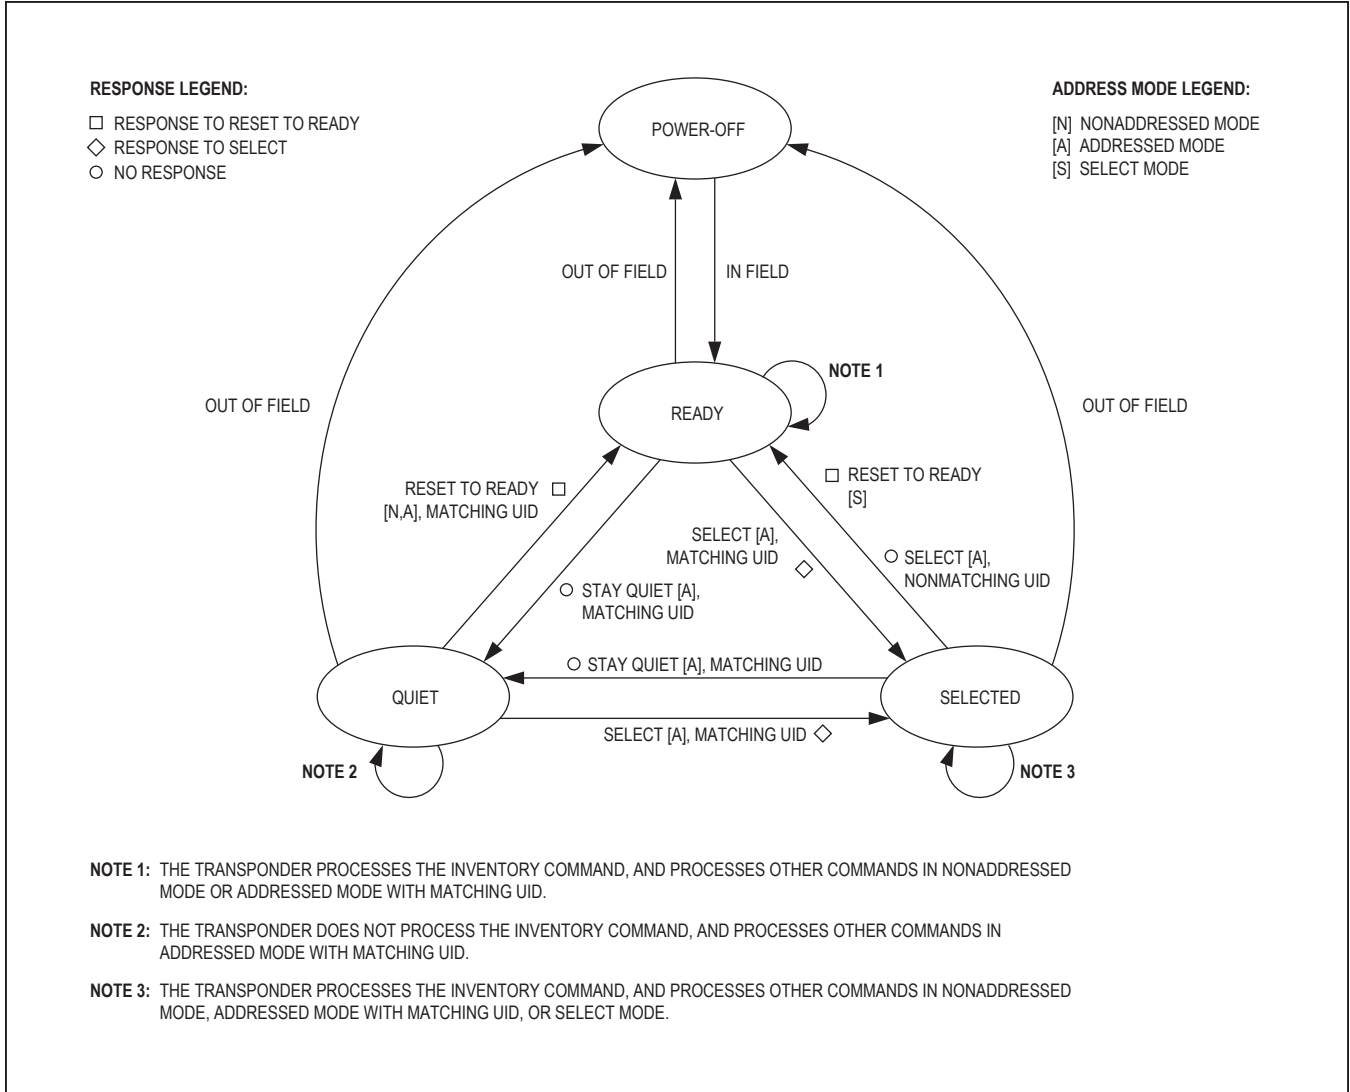 RESPONSE LEGEND:
RESPONSE TO RESET TO READY
RESPONSE TO SELECT
NO RESPONSE
ADDRESS MODE LEGEND:
[N] NONADDRESSED MODE
[A] ADDRESSED MODE
[S] SELECT MODE
POWER-OFF
OUT OF FIELD
IN FIELD
NOTE 1
READY
OUT OF FIELD
OUT OF FIELD
RESET TO READY
[N,A], MATCHING UID
RESET TO READY
[S]
SELECT [A],
MATCHING UID
SELECT [A],
NONMATCHING UID
STAY QUIET [A],
MATCHING UID
STAY QUIET [A], MATCHING UID
QUIET
SELECTED
SELECT [A], MATCHING UID
NOTE 2
NOTE 3
NOTE 1: THE TRANSPONDER PROCESSES THE INVENTORY COMMAND, AND PROCESSES OTHER COMMANDS IN NONADDRESSED
MODE OR ADDRESSED MODE WITH MATCHING UID.
NOTE 2: THE TRANSPONDER DOES NOT PROCESS THE INVENTORY COMMAND, AND PROCESSES OTHER COMMANDS IN
ADDRESSED MODE WITH MATCHING UID.
NOTE 3: THE TRANSPONDER PROCESSES THE INVENTORY COMMAND, AND PROCESSES OTHER COMMANDS IN NONADDRESSED
MODE, ADDRESSED MODE WITH MATCHING UID, OR SELECT MODE.